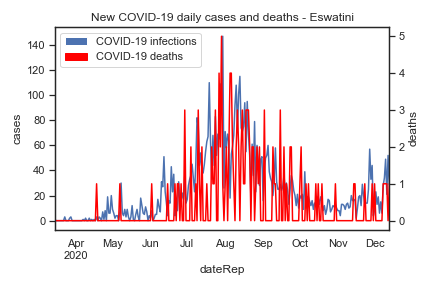 New COVID-19 daily cases and deaths - Eswatini
COVID-19 infections
COVID-19 deaths
cases
140
120
100
80
60
40
20
0
deaths
5
4
3
2
1
0
Apr May Jun Jul Aug Sep Oct Nov Dec
2020
dateRep